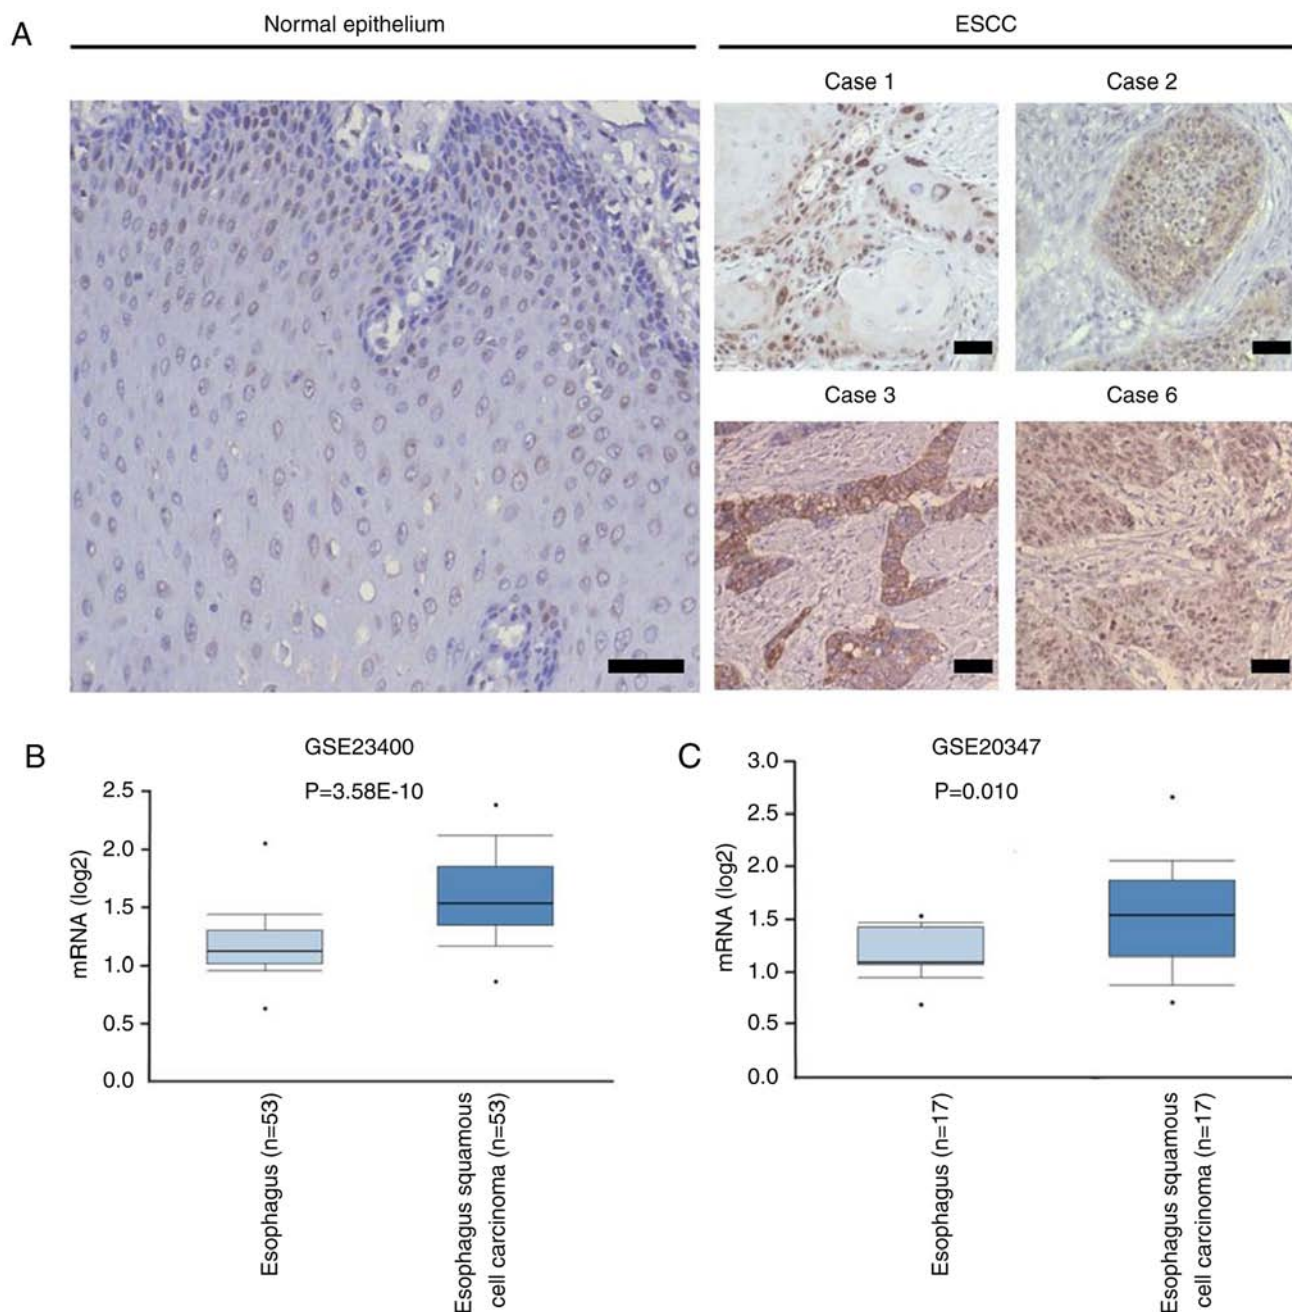 A
Normal epithelium
ESCC
Case 1
Case 2
Case 3
Case 6
B
GSE23400
P=3.58E-10
mRNA (log2)
2.5
2.0
1.5
1.0
0.5
0.0
Esophagus (n=53)
Esophagus squamous
cell carcinoma (n=53)
C
GSE20347
P=0.010
mRNA (log2)
3.0
2.5
2.0
1.5
1.0
0.5
0.0
Esophagus (n=17)
Esophagus squamous
cell carcinoma (n=17)